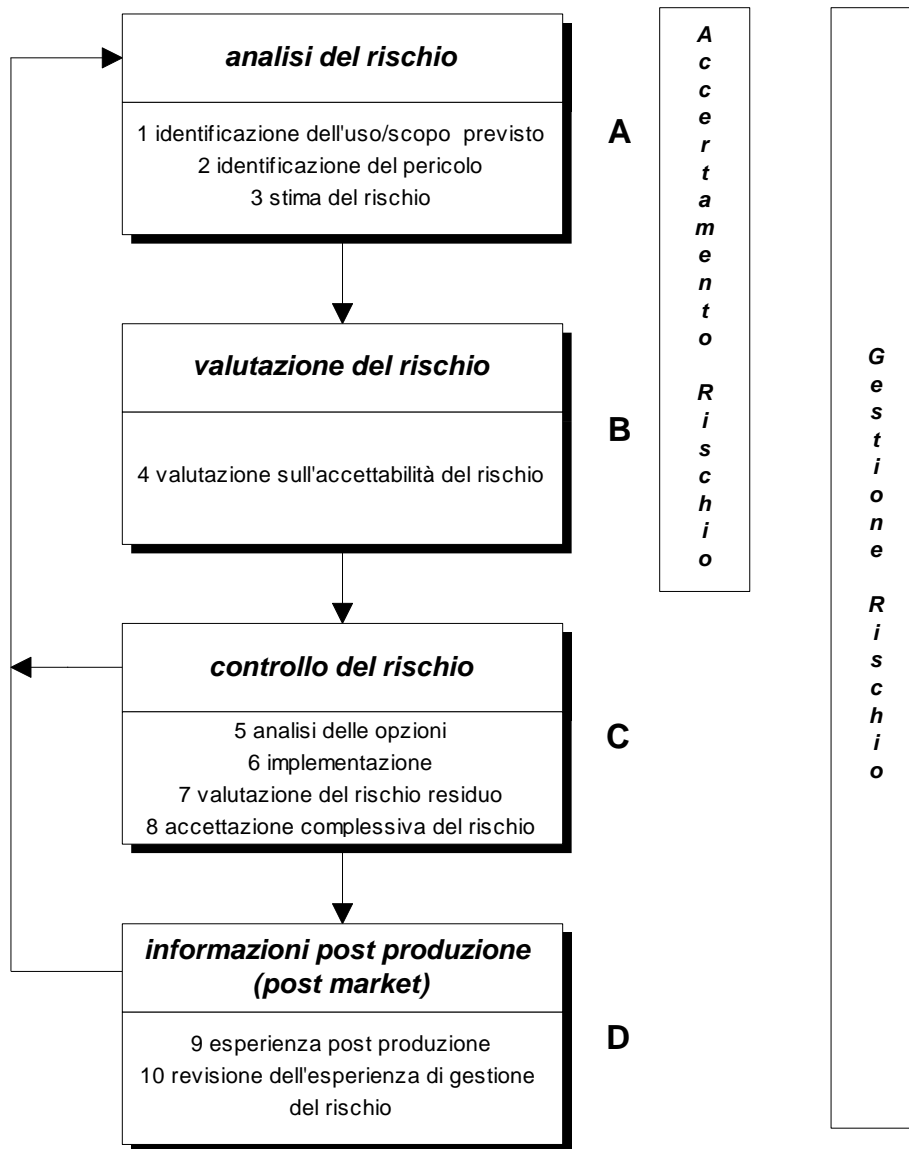 analisi del rischio
1 identificazione dell'uso/scopo previsto
2 identificazione del pericolo
3 stima del rischio
A
valutazione del rischio
4 valutazione sull'accettabilità del rischio
B
controllo del rischio
5 analisi delle opzioni
6 implementazione
7 valutazione del rischio residuo
8 accettazione complessiva del rischio
C
informazioni post produzione
(post market)
9 esperienza post produzione
10 revisione dell'esperienza di gestione
del rischio
D
Accertamento Rischio
Gestione Rischio